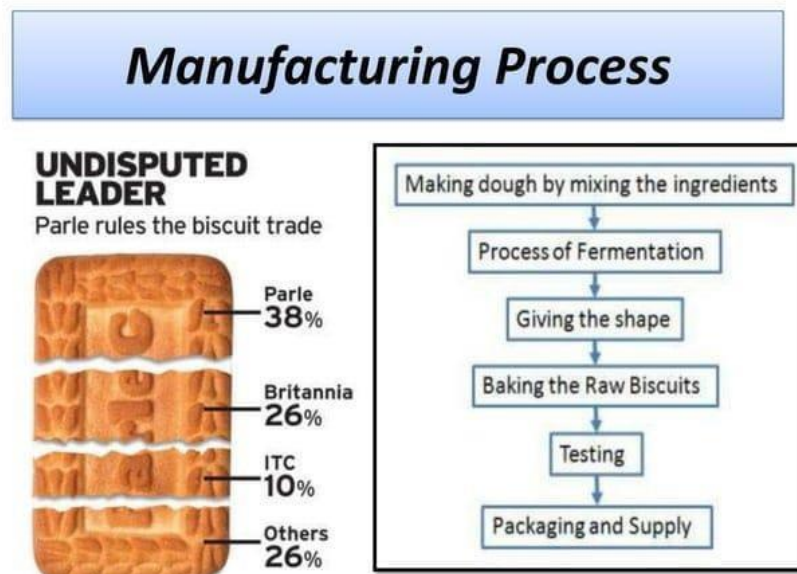 Manufacturing Process
UNDISPUTED
LEADER
Parle rules the biscuit trade
Parle
38%
Britannia
26%
ITC
10%
Others
26%
Making dough by mixing the ingredients
Process of Fermentation
Giving the shape
Baking the Raw Biscuits
Testing
Packaging and Supply